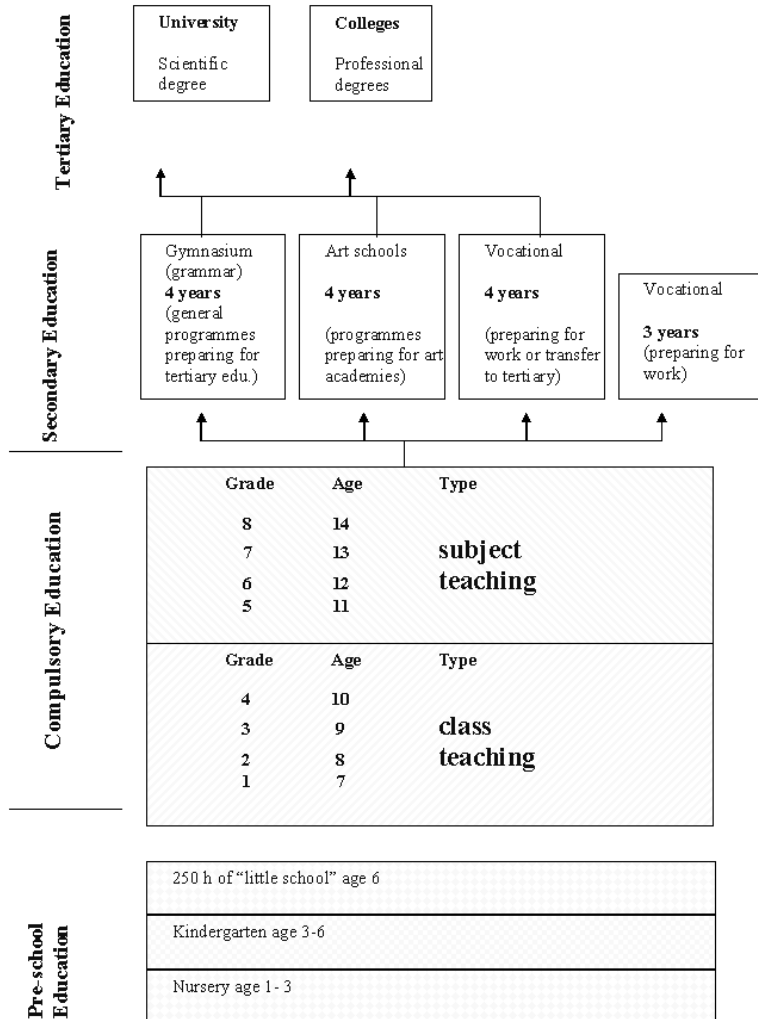 Tertiary Education
University
Scientific
degree
Colleges
Professional
degrees
Secondary Education
Gymnasium
(grammar)
4 years
(general
programmes
preparing for
tertiary edu.)
Art schools
4 years
(programmes
preparing for art
academies)
Vocational
4 years
(preparing for
work or transfer
to tertiary)
Vocational
3 years
(preparing for
work)
Compulsory Education
Grade Age Type
8 14
7 13 subject
6 12 teaching
5 11
Grade Age Type
4 10
3 9 class
2 8 teaching
1 7
Pre-school
Education
250 h of “little school” age 6
Kindergarten age 3-6
Nursery age 1- 3